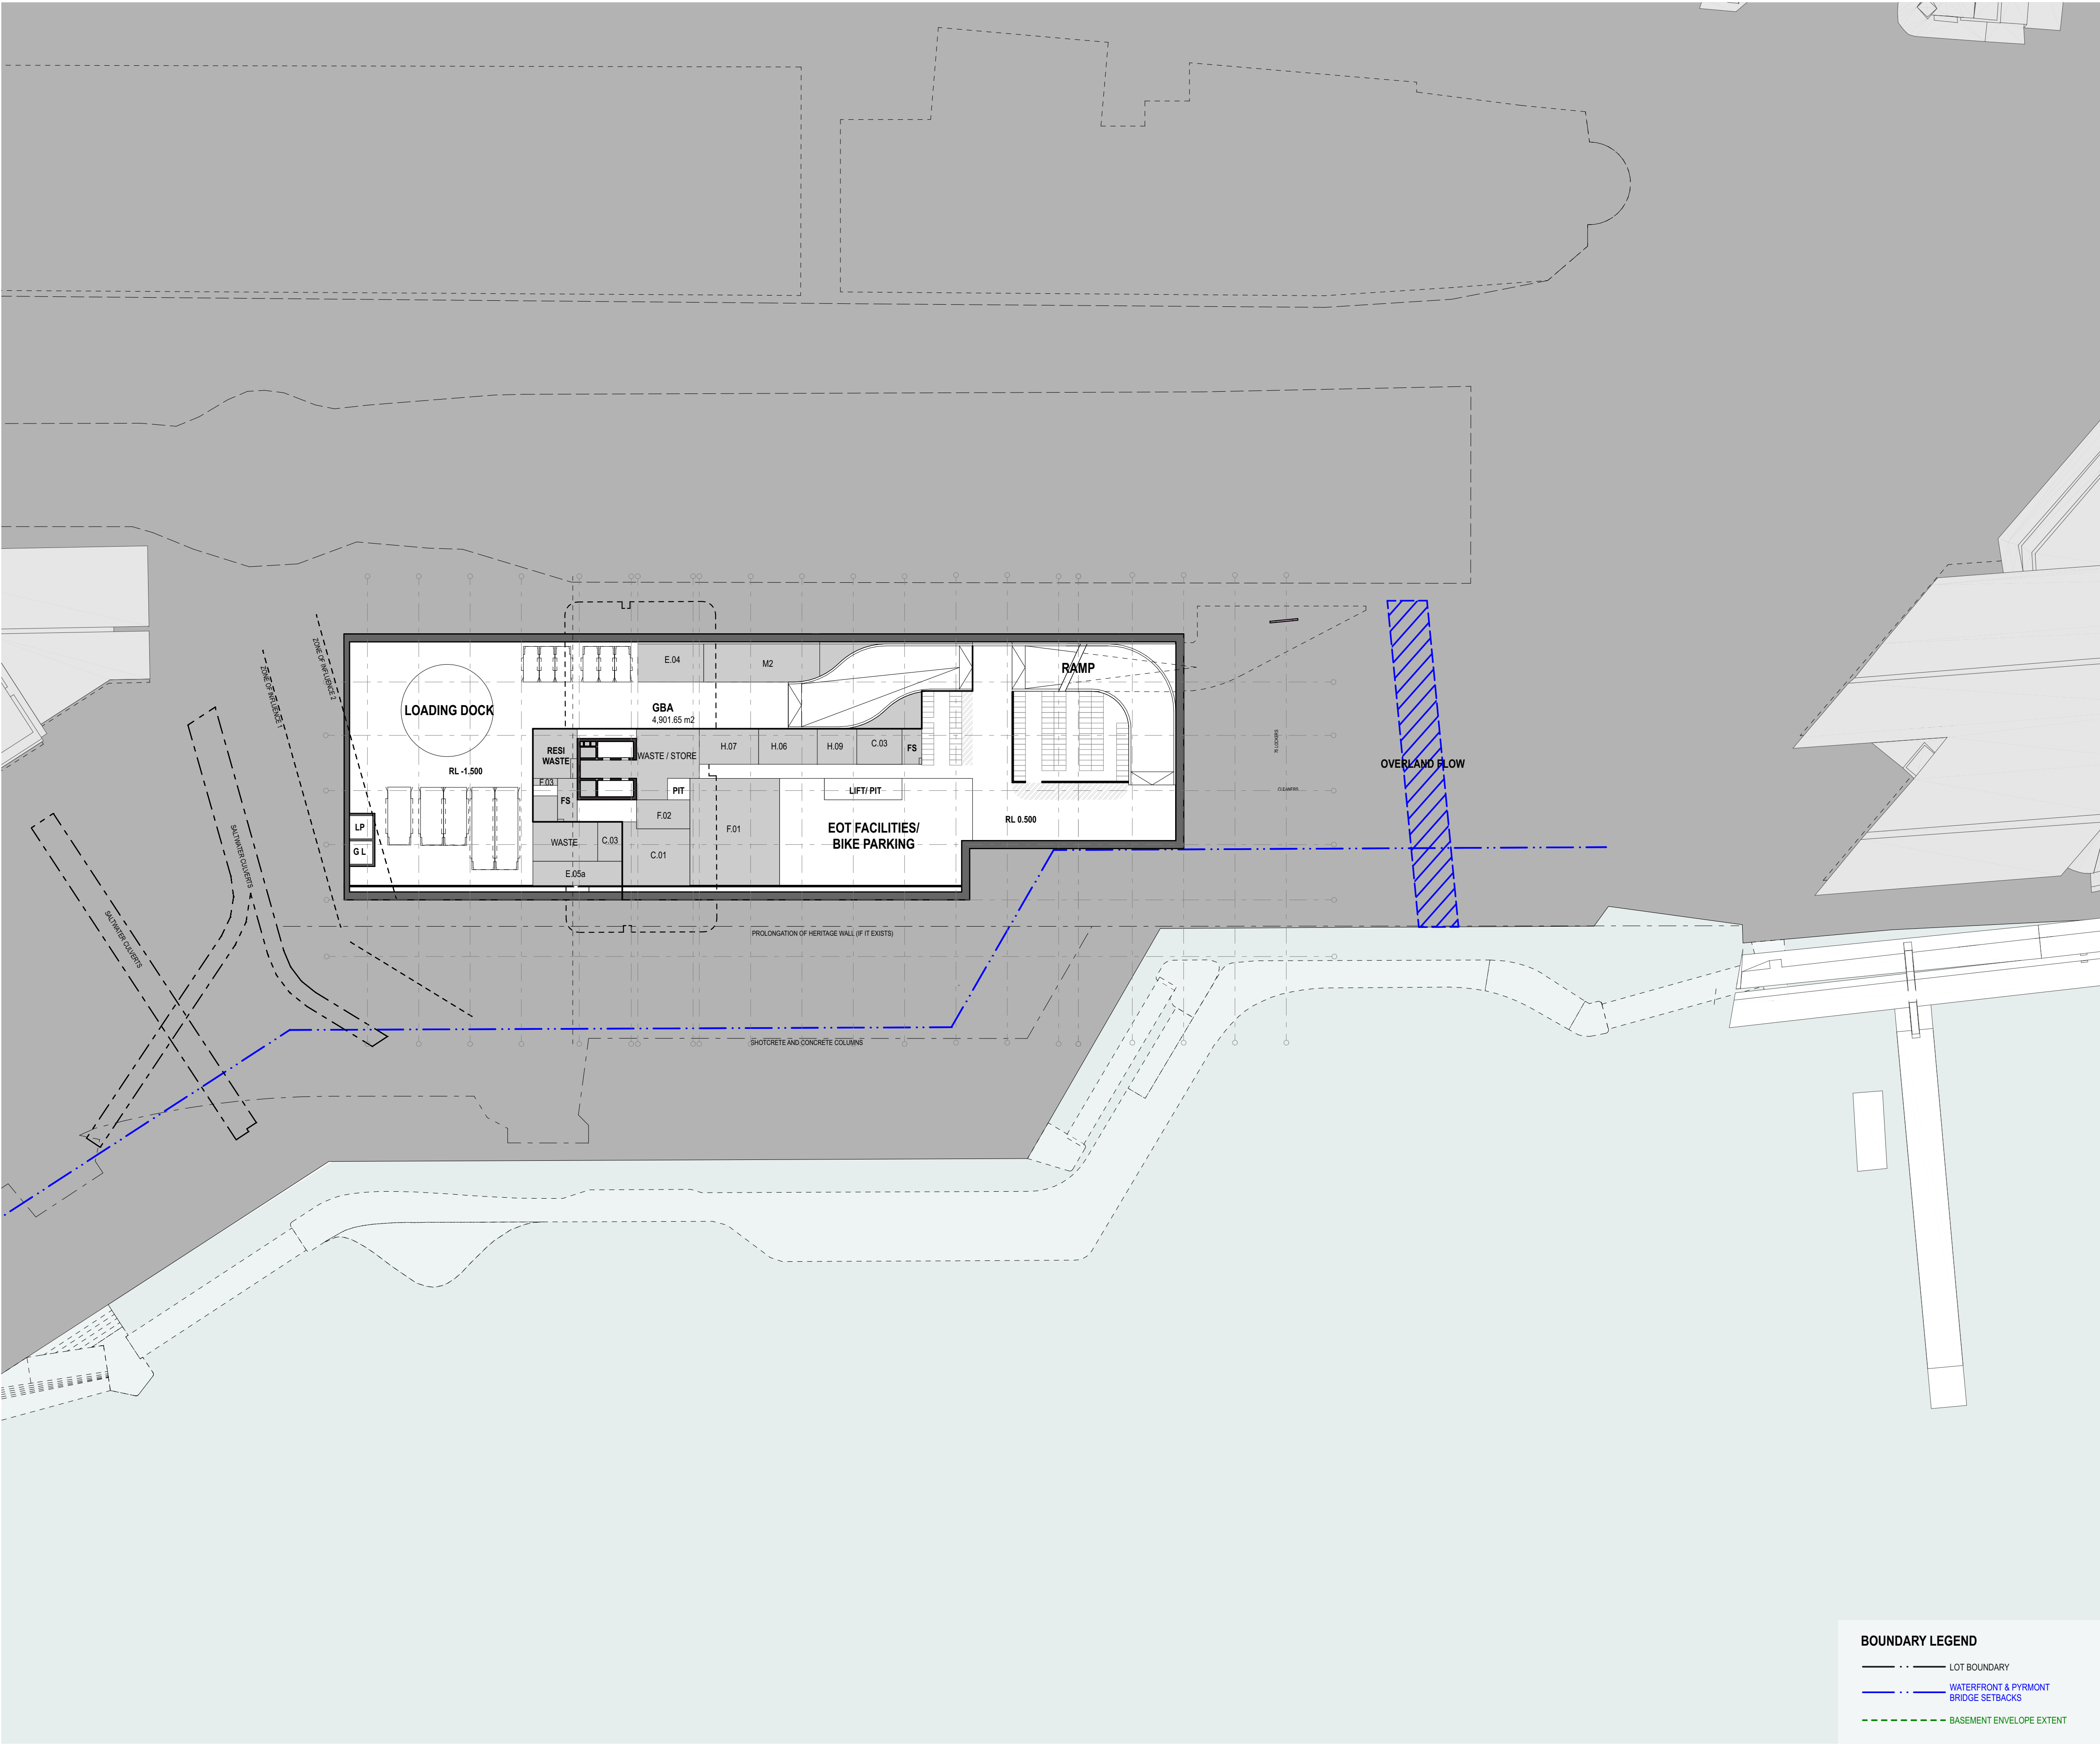 ZONE OF INFLUENCE 2
ZONE OF INFLUENCE 1
E.04
M2
RAMP
LOADING DOCK
GBA
4,901.65 m2
RESI
WASTE
WASTE / STORE
H.07
H.06
H.09
C.03
FS
75 LOCKERS
OVERLAND FLOW
RL -1.500
F.03
FS
PIT
LIFT/ PIT
CLEANERS
F.02
F.01
EOT FACILITIES/
BIKE PARKING
RL 0.500
LP
G L
WASTE
C.03
C.01
E.05a
SALTWATER CULVERTS
SALTWATER CULVERTS
PROLONGATION OF HERITAGE WALL (IF IT EXISTS)
SHOTCRETE AND CONCRETE COLUMNS
BOUNDARY LEGEND
LOT BOUNDARY
WATERFRONT & PYRMONT
BRIDGE SETBACKS
BASEMENT ENVELOPE EXTENT